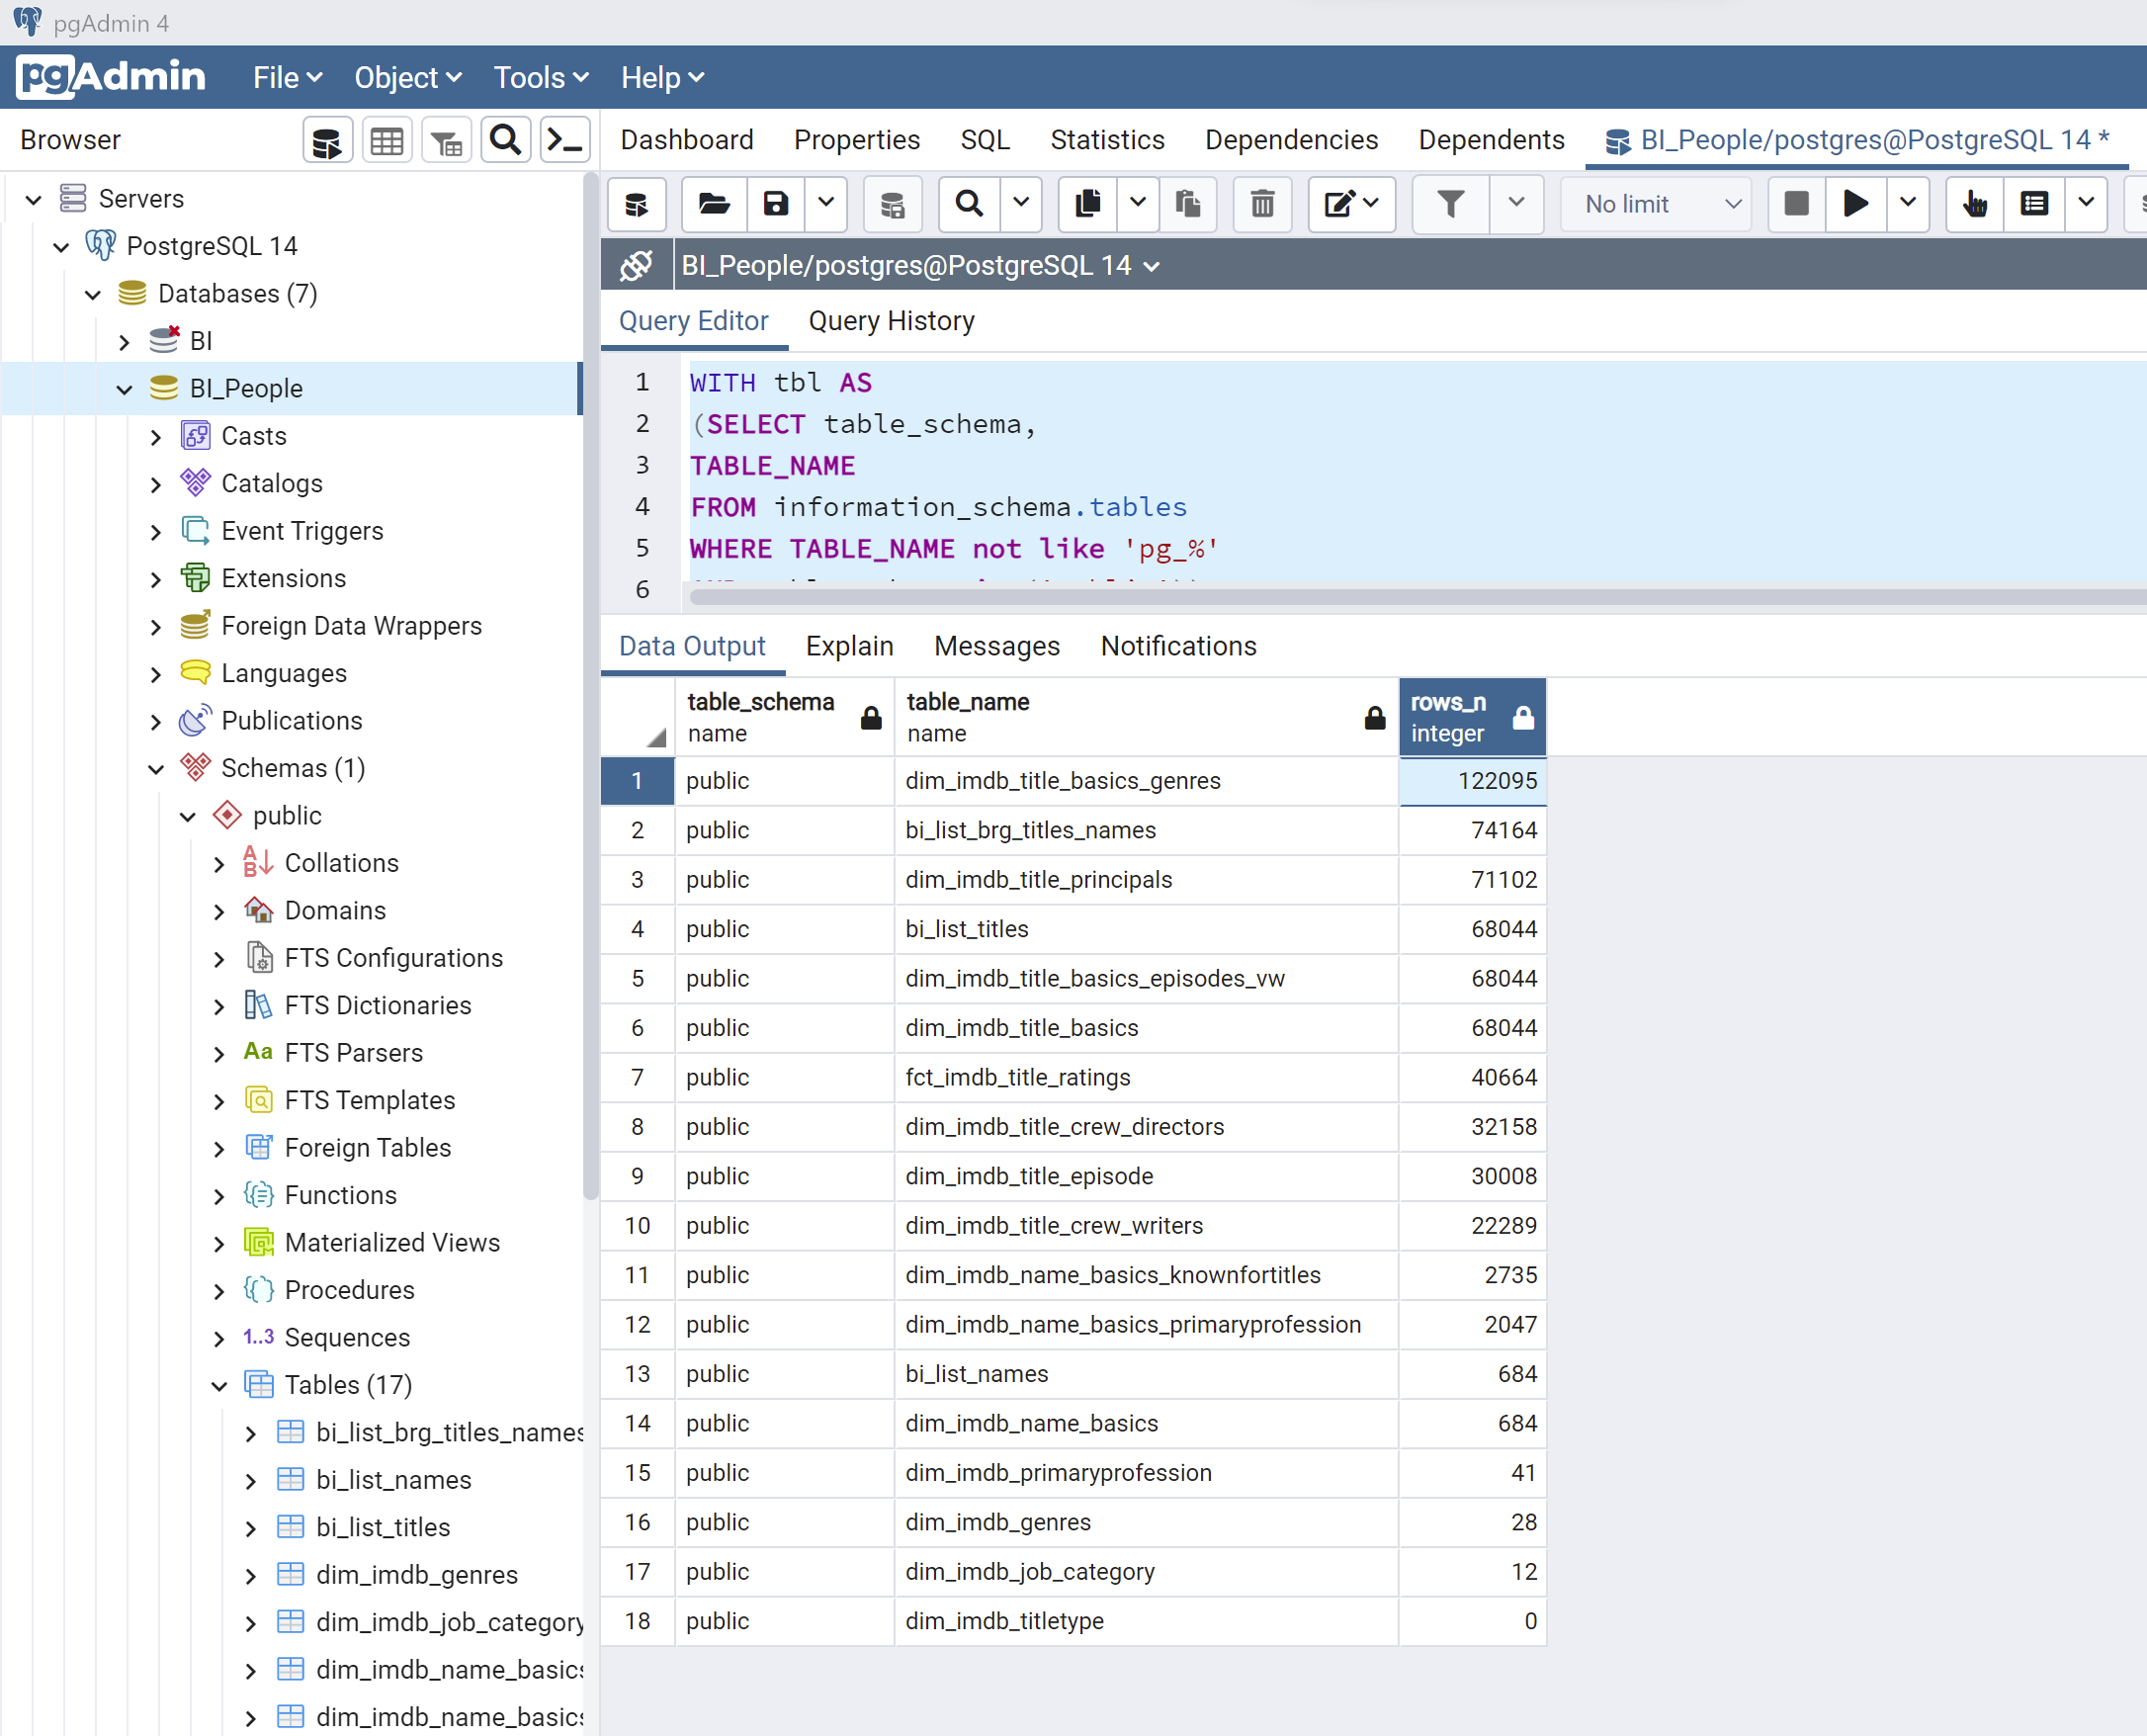 pgAdmin 4
pgAdmin File Object Tools Help
Browser
Dashboard Properties SQL Statistics Dependencies Dependents BI_People/postgres@PostgreSQL 14 *
No limit
BI_People/postgres@PostgreSQL 14
Query Editor Query History
Servers
PostgreSQL 14
Databases (7)
BI
BI_People
Casts
Catalogs
Event Triggers
Extensions
Foreign Data Wrappers
Languages
Publications
Schemas (1)
public
Collations
Domains
FTS Configurations
FTS Dictionaries
Aa FTS Parsers
FTS Templates
Foreign Tables
Functions
Materialized Views
Procedures
1..3 Sequences
Tables (17)
bi_list_brg_titles_names
bi_list_names
bi_list_titles
dim_imdb_genres
dim_imdb_job_category
dim_imdb_name_basics
dim_imdb_name_basics
1 WITH tbl AS
2 (SELECT table_schema,
3 TABLE_NAME
4 FROM information_schema.tables
5 WHERE TABLE_NAME not like 'pg_%'
6
Data Output Explain Messages Notifications
table_schema table_name rows_n
name name integer
1 public dim_imdb_title_basics_genres 122095
2 public bi_list_brg_titles_names 74164
3 public dim_imdb_title_principals 71102
4 public bi_list_titles 68044
5 public dim_imdb_title_basics_episodes_vw 68044
6 public dim_imdb_title_basics 68044
7 public fct_imdb_title_ratings 40664
8 public dim_imdb_title_crew_directors 32158
9 public dim_imdb_title_episode 30008
10 public dim_imdb_title_crew_writers 22289
11 public dim_imdb_name_basics_knownfortitles 2735
12 public dim_imdb_name_basics_primaryprofession 2047
13 public bi_list_names 684
14 public dim_imdb_name_basics 684
15 public dim_imdb_primaryprofession 41
16 public dim_imdb_genres 28
17 public dim_imdb_job_category 12
18 public dim_imdb_titletype 0